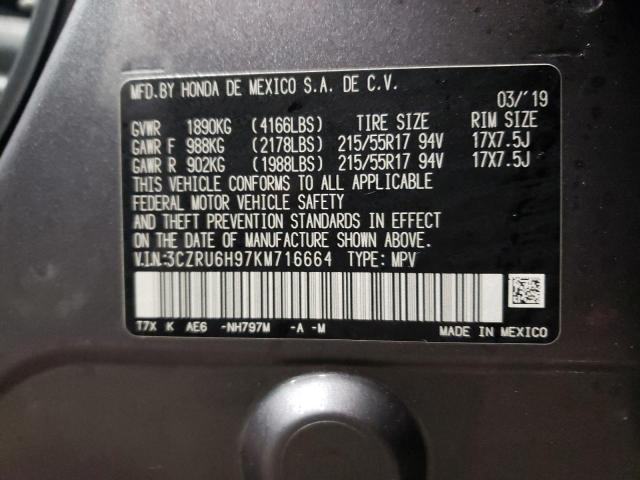 MFD.BY HONDA DE MEXICO S.A. DE C.V.
03/'19
GVWR 1890KG (4166LBS) TIRE SIZE RIM SIZE
GAWR F 988KG (2178LBS) 215/55R17 94V 17X7.5J
GAWR R 902KG (1988LBS) 215/55R17 94V 17X7.5J
THIS VEHICLE CONFORMS TO ALL APPLICABLE
FEDERAL MOTOR VEHICLE SAFETY
AND THEFT PREVENTION STANDARDS IN EFFECT ON
THE DATE OF MANUFACTURE SHOWN ABOVE.
V.I.N.:3CZRU6H97KM716664 TYPE: MPV
T7X K AE6 -NH797M -A -M MADE IN MEXICO